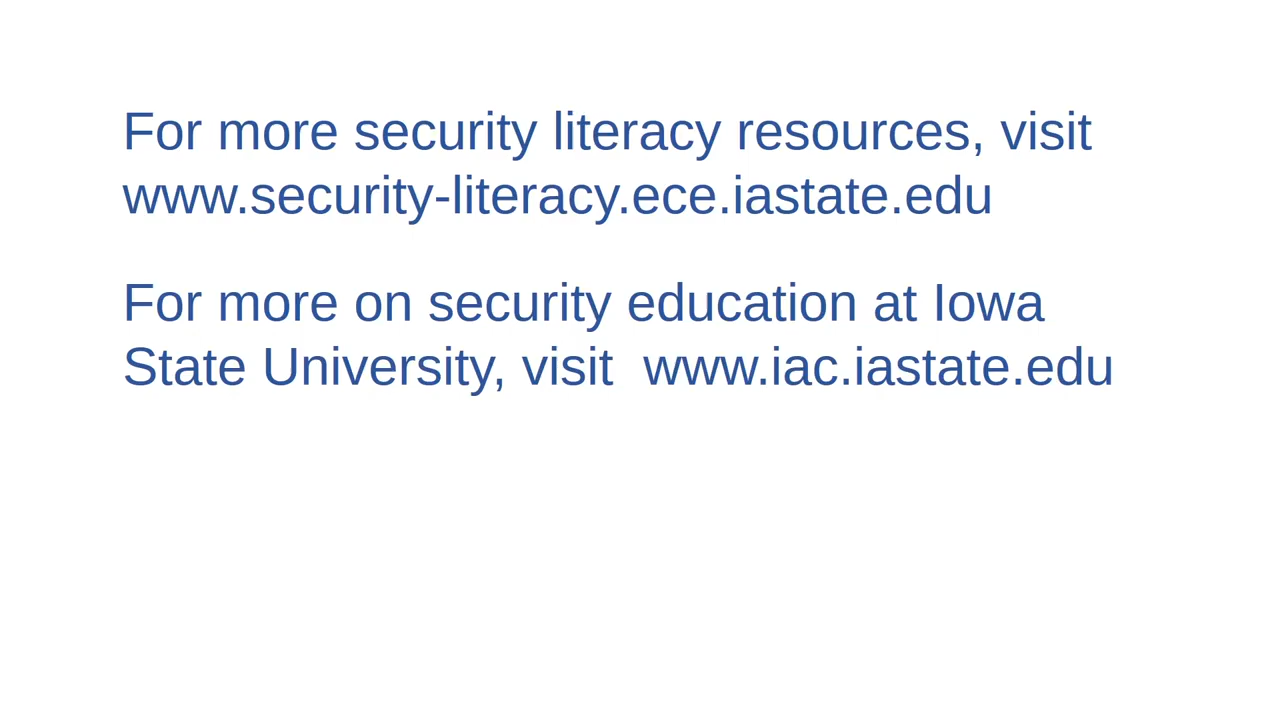 For more security literacy resources, visit
www.security-literacy.ece.iastate.edu
For more on security education at Iowa
State University, visit  www.iac.iastate.edu